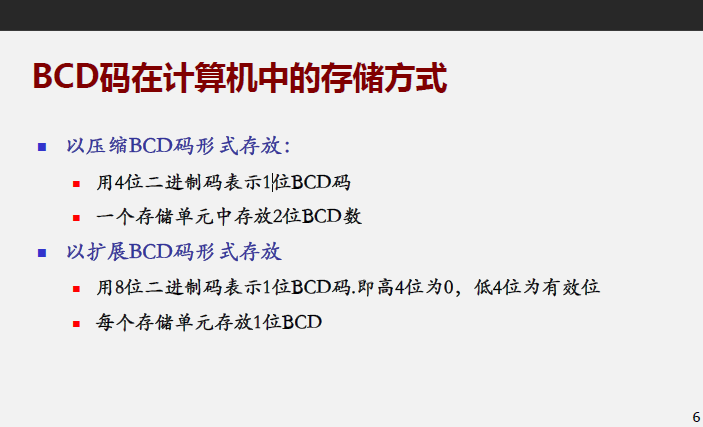 BCD码在计算机中的存储方式
以压缩BCD码形式存放：
用4位二进制码表示1位BCD码
一个存储单元中存放2位BCD数
以扩展BCD码形式存放
用8位二进制码表示1位BCD码.即高4位为0，低4位为有效位
每个存储单元存放1位BCD
6